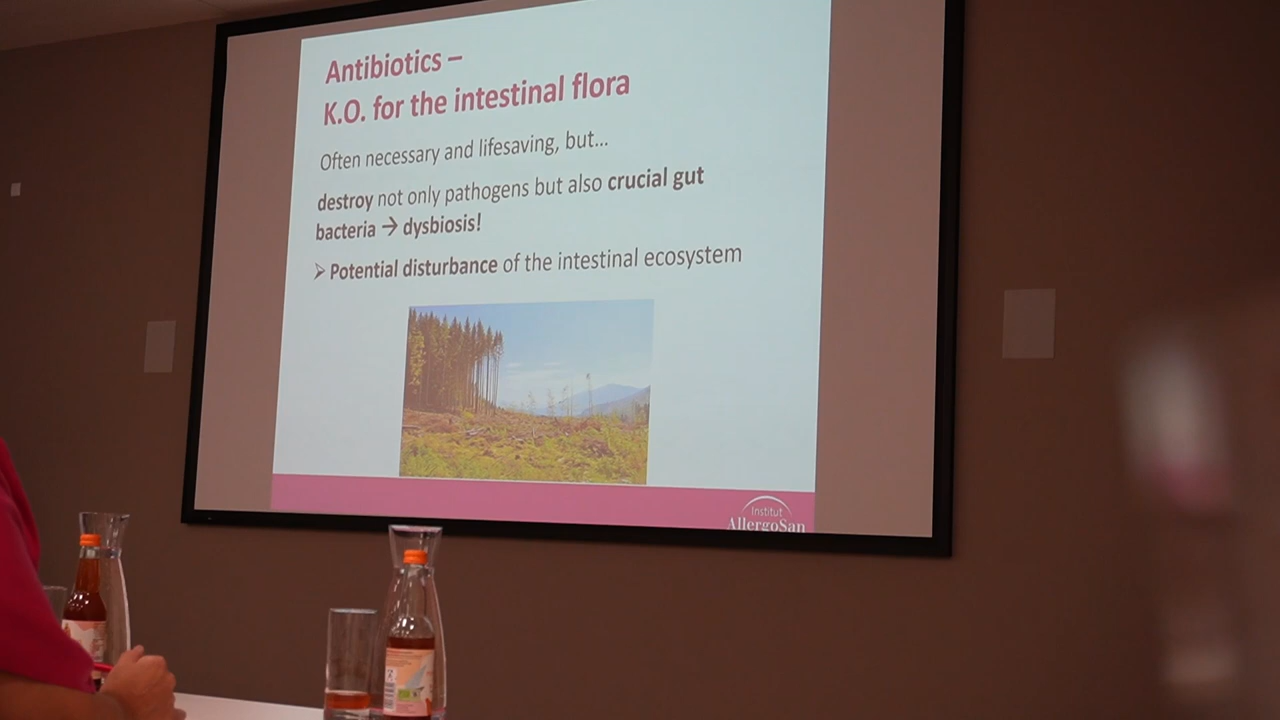 Antibiotics –
K.O. for the intestinal flora
Often necessary and lifesaving, but...
destroy not only pathogens but also crucial gut
bacteria → dysbiosis!
➢ Potential disturbance of the intestinal ecosystem
Institut
AllergoSan